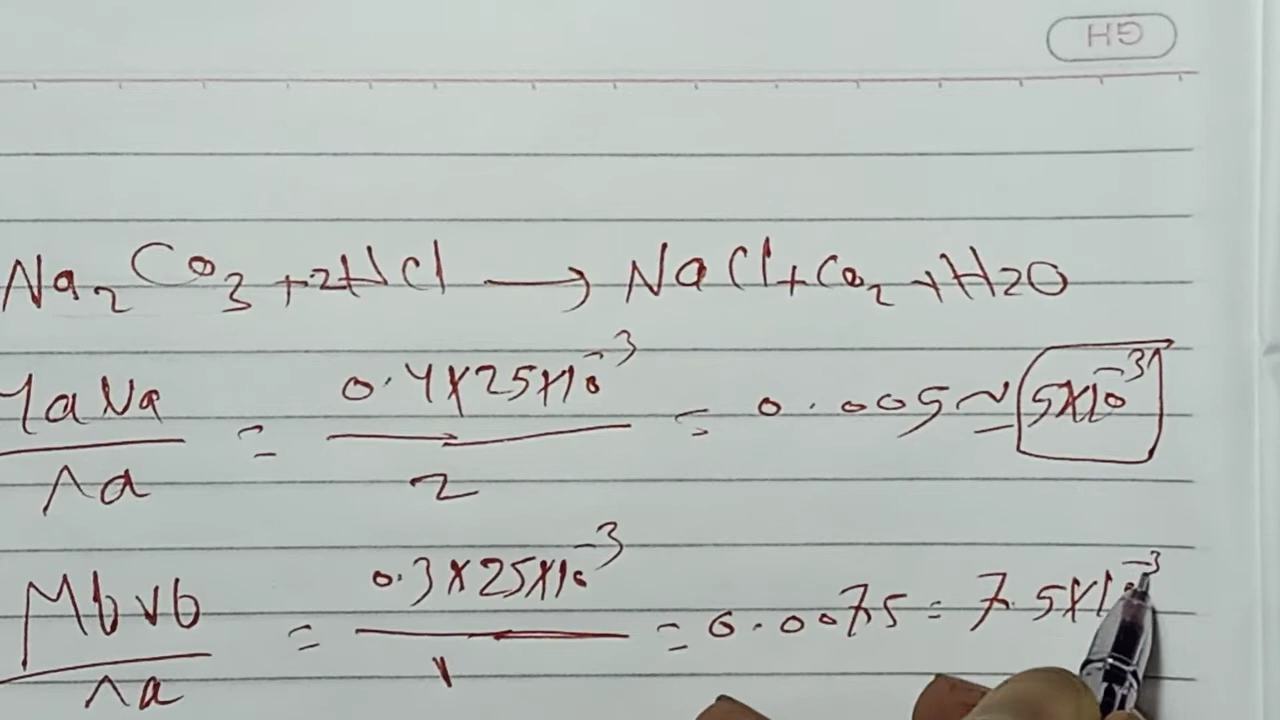 GH
Na₂CO₃ + 2HCl → NaCl + CO₂ + H2O
MaVa / na = 0.4×25×10⁻³ / 2 = 0.005 ≃ 5×10⁻³
Mbvb / na = 0.3×25×10⁻³ / 1 = 0.0075 = 7.5×10⁻³